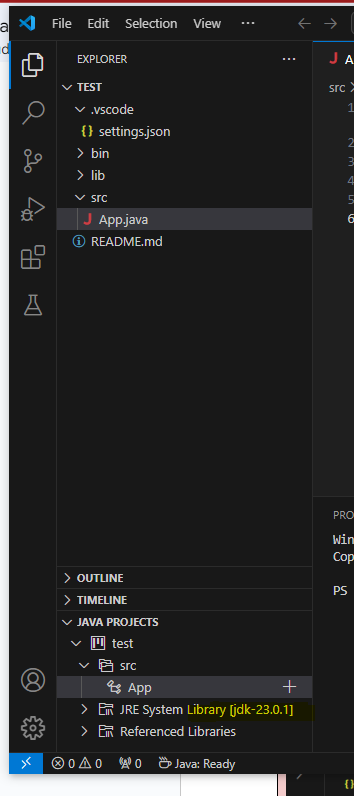 File Edit Selection View ...
EXPLORER ...
TEST
.vscode
{} settings.json
bin
lib
src
J App.java
README.md
J A
src >
1
2
3
4
5
6
OUTLINE
TIMELINE
JAVA PROJECTS
test
src
App +
JRE System Library [jdk-23.0.1]
Referenced Libraries
PRO
Win
Cop
PS
0 0 0 Java: Ready
{}